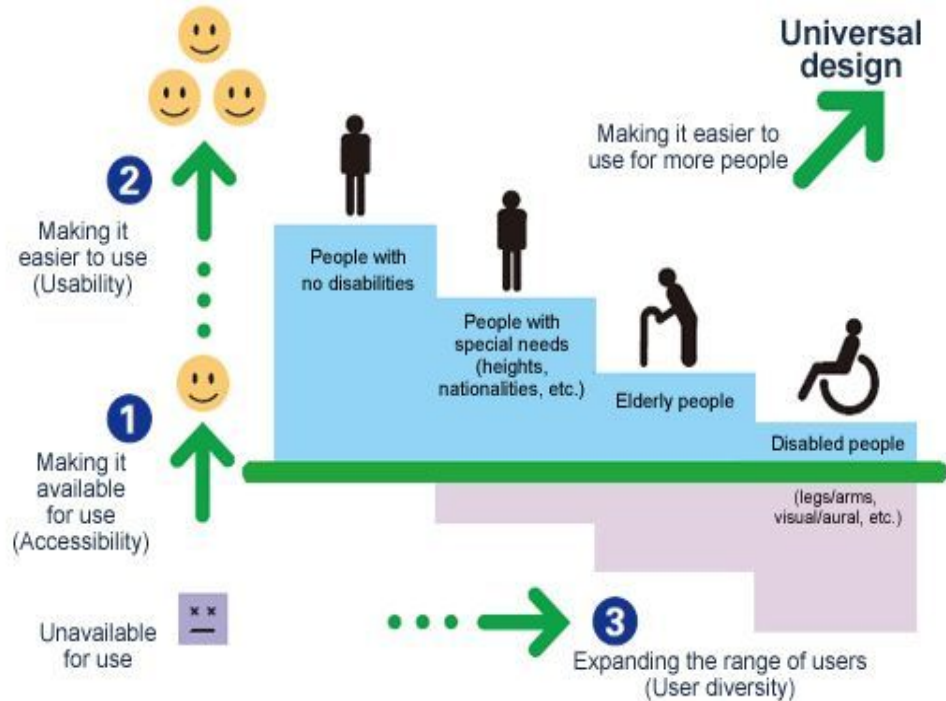 Universal
design
Making it easier to
use for more people
2
Making it
easier to use
(Usability)
People with
no disabilities
People with
special needs
(heights,
nationalities, etc.)
Elderly people
Disabled people
(legs/arms,
visual/aural, etc.)
1
Making it
available
for use
(Accessibility)
Unavailable
for use
3
Expanding the range of users
(User diversity)